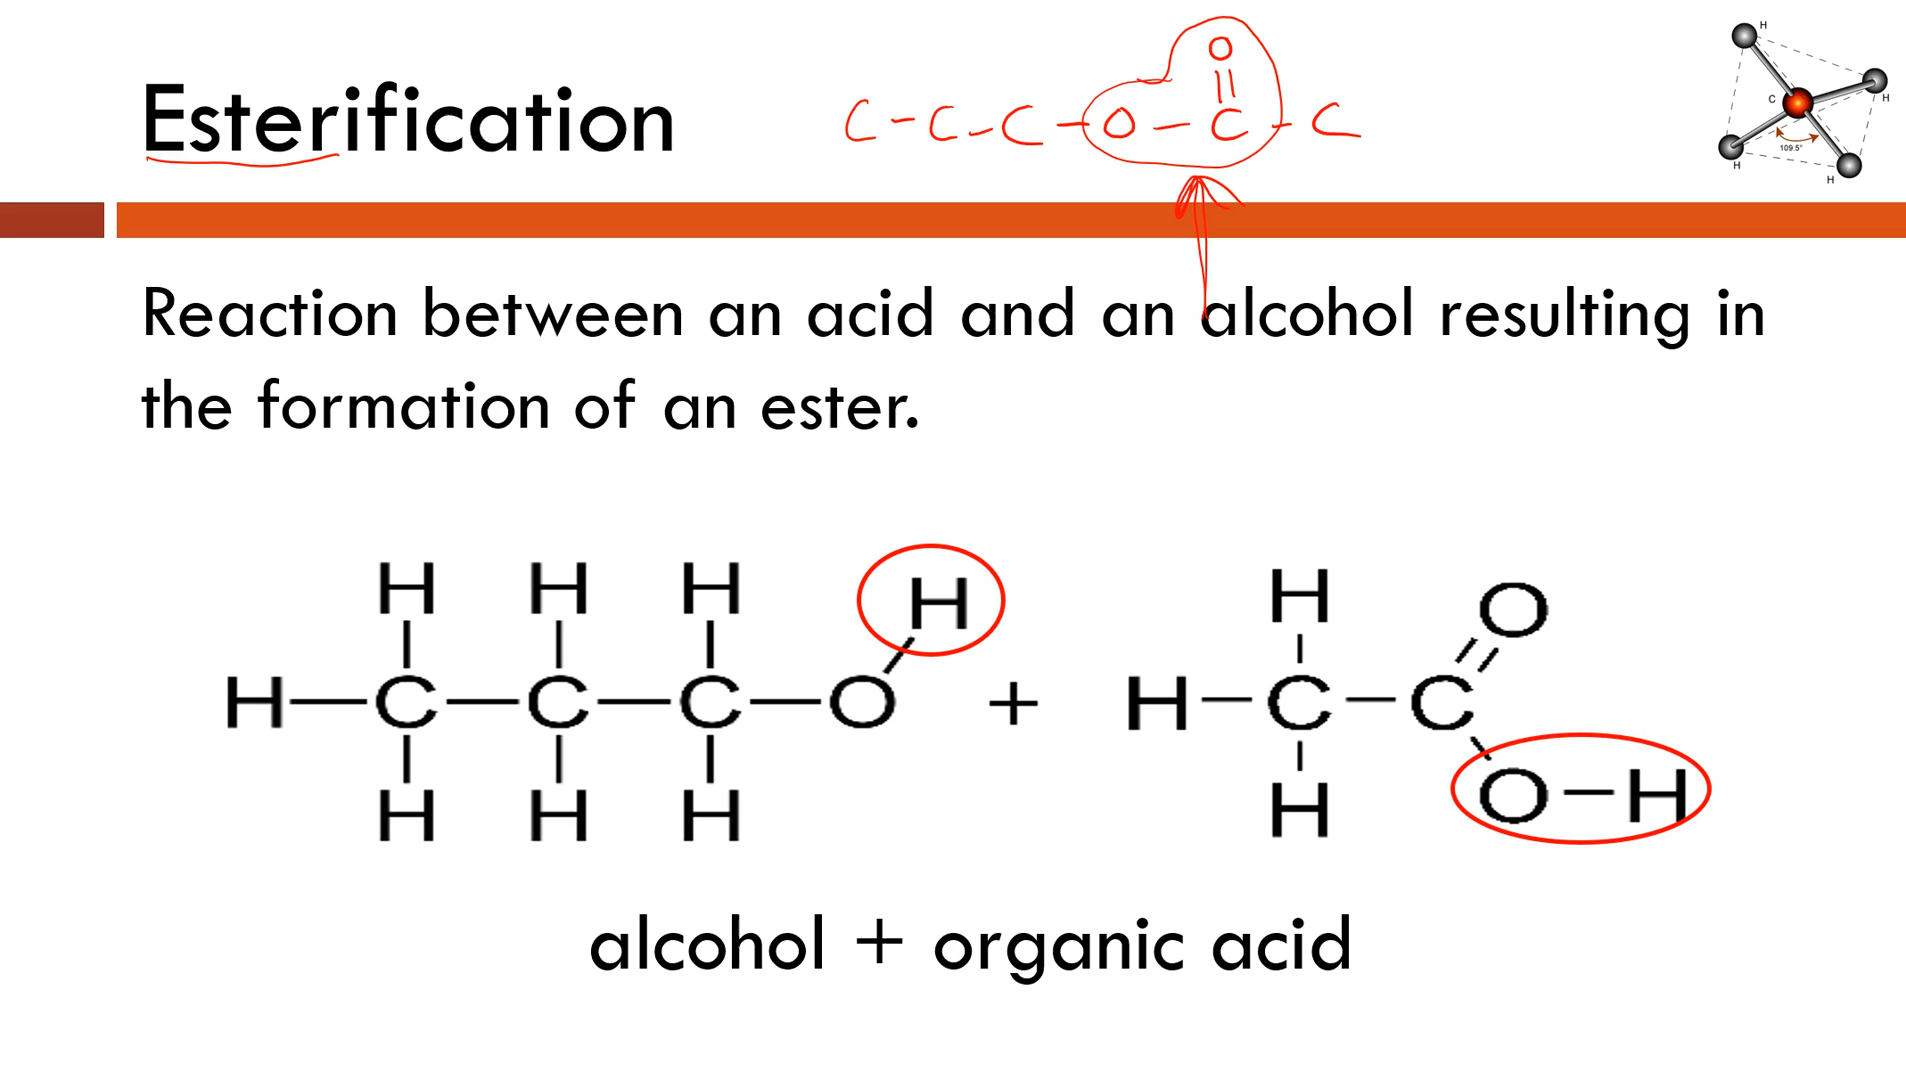 O
||
Esterification C - C - C - O - C - C
H
C H
109.5°
H
H
Reaction between an acid and an alcohol resulting in
the formation of an ester.
H H H H H O
H—C—C—C—O + H—C—C
H H H H O—H
alcohol + organic acid